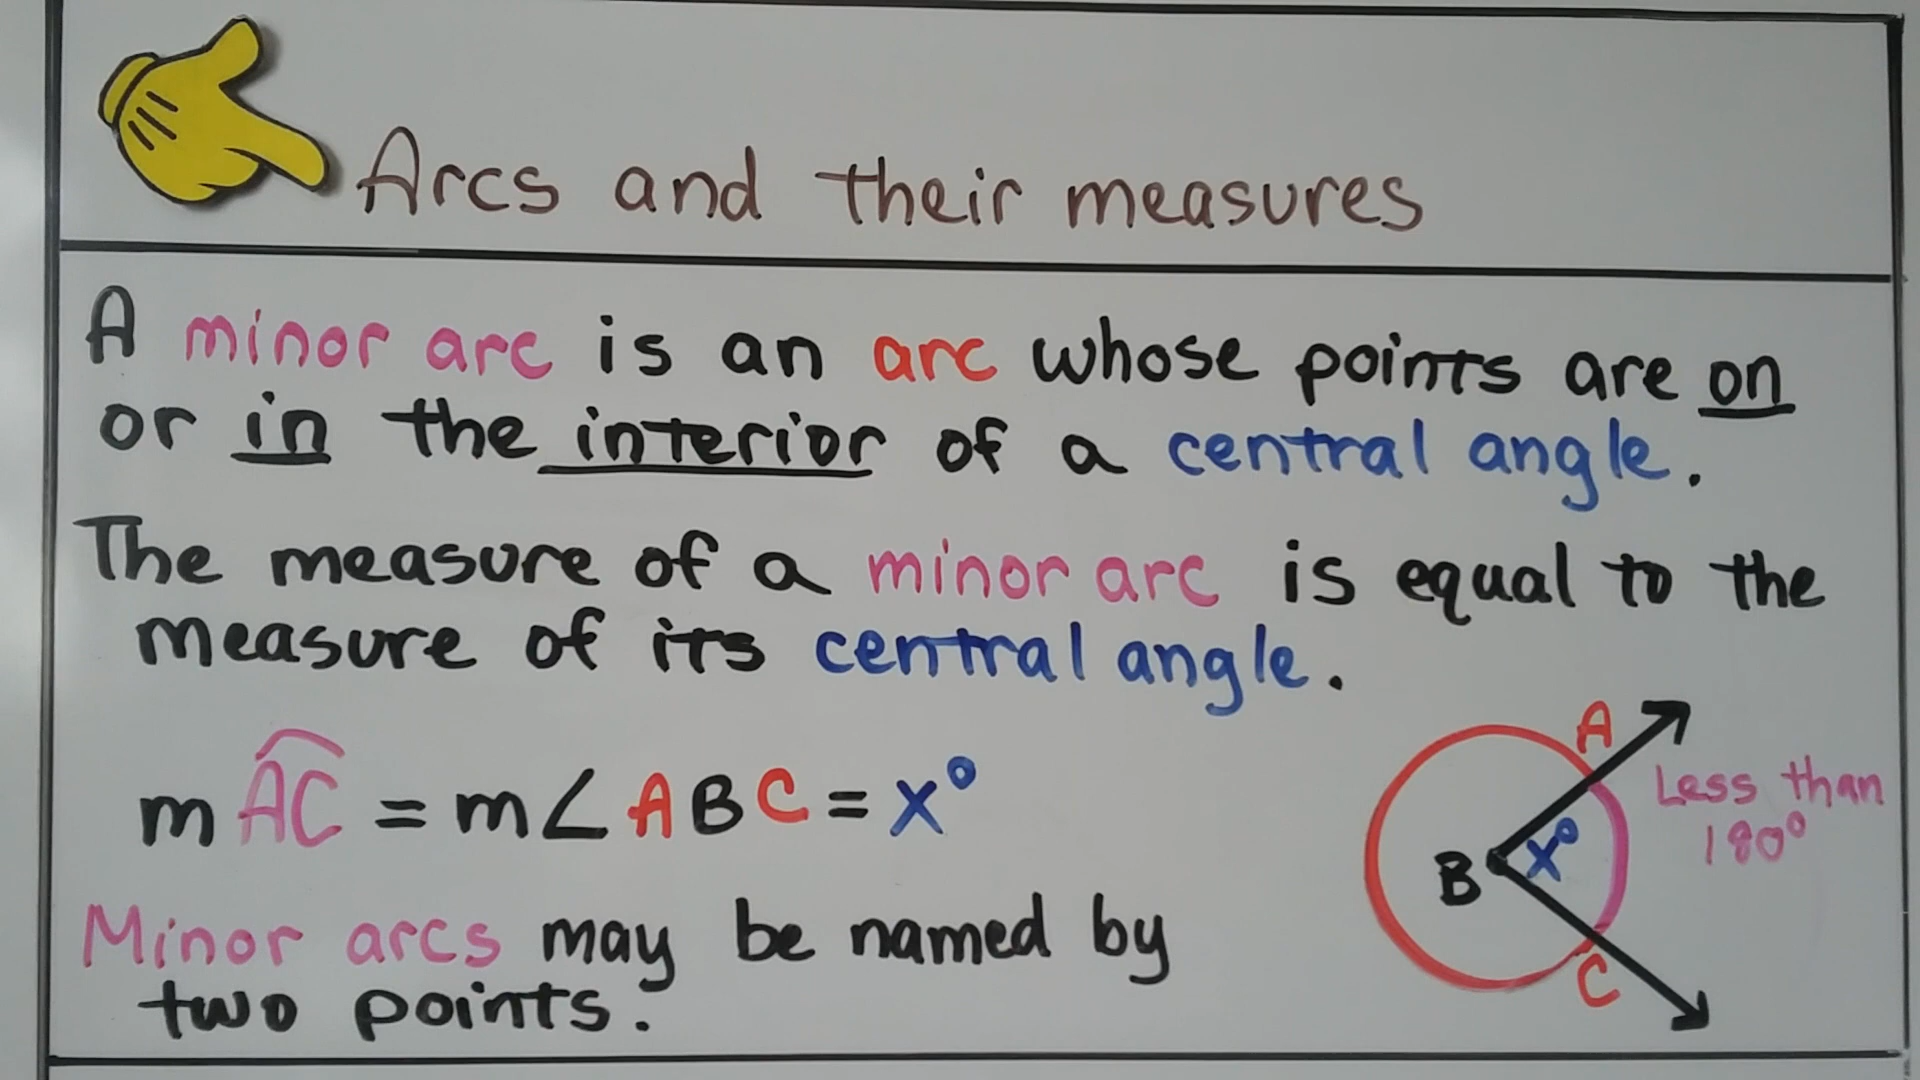 Arcs and their measures
A minor arc is an arc whose points are on
or in the interior of a central angle.
The measure of a minor arc is equal to the
measure of its central angle.
m AC = m∠ABC = x°
Minor arcs may be named by
two points.
A
Less than
180°
B
x°
C